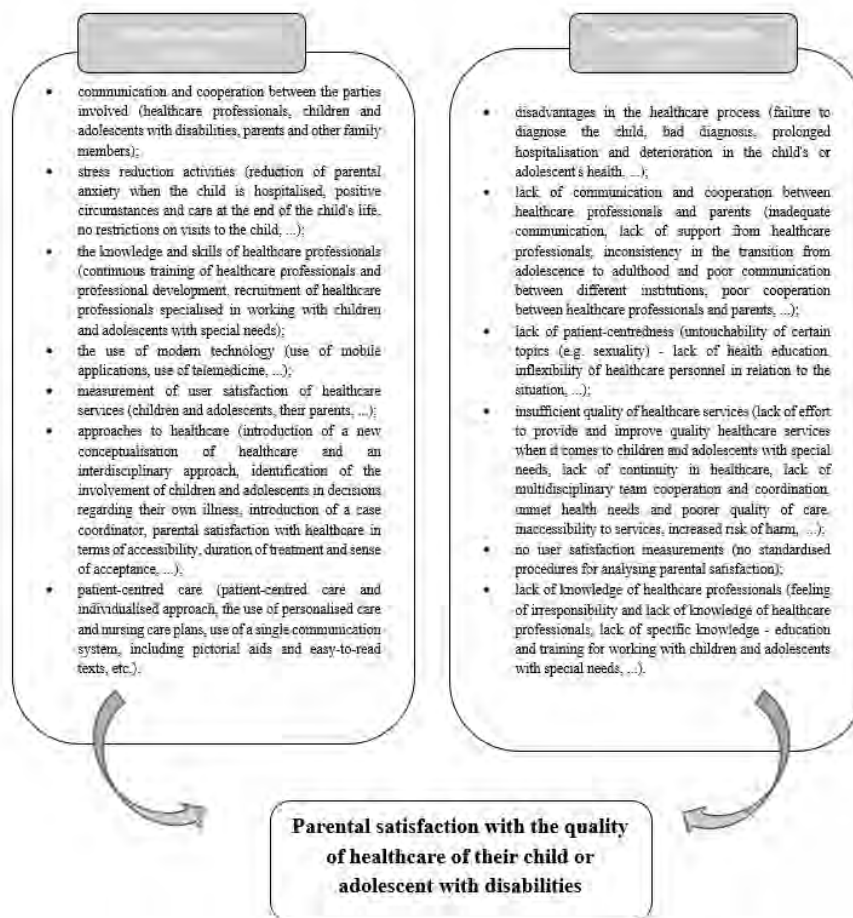 • communication and cooperation between the parties
involved (healthcare professionals, children and
adolescents with disabilities, parents and other family
members);
• stress reduction activities (reduction of parental
anxiety when the child is hospitalised, positive
circumstances and care at the end of the child's life,
no restrictions on visits to the child, ...);
• the knowledge and skills of healthcare professionals
(continuous training of healthcare professionals and
professional development, recruitment of healthcare
professionals specialised in working with children
and adolescents with special needs);
• the use of modern technology (use of mobile
applications, use of telemedicine, ...);
• measurement of user satisfaction of healthcare
services (children and adolescents, their parents, ...);
• approaches to healthcare (introduction of a new
conceptualisation of healthcare and an
interdisciplinary approach, identification of the
involvement of children and adolescents in decisions
regarding their own illness, introduction of a case
coordinator, parental satisfaction with healthcare in
terms of accessibility, duration of treatment and sense
of acceptance, ...);
• patient-centred care (patient-centred care and
individualised approach, the use of personalised care
and nursing care plans, use of a single communication
system, including pictorial aids and easy-to-read
texts, etc.).
• disadvantages in the healthcare process (failure to
diagnose the child, bad diagnosis, prolonged
hospitalisation and deterioration in the child's or
adolescent's health, ...);
• lack of communication and cooperation between
healthcare professionals and parents (inadequate
communication, lack of support from healthcare
professionals, inconsistency in the transition from
adolescence to adulthood and poor communication
between different institutions, poor cooperation
between healthcare professionals and parents, ...);
• lack of patient-centredness (untouchability of certain
topics (e.g. sexuality) - lack of health education,
inflexibility of healthcare personnel in relation to the
situation, ...);
• insufficient quality of healthcare services (lack of effort
to provide and improve quality healthcare services
when it comes to children and adolescents with special
needs, lack of continuity in healthcare, lack of
multidisciplinary team cooperation and coordination,
unmet health needs and poorer quality of care,
inaccessibility to services, increased risk of harm, ...);
• no user satisfaction measurements (no standardised
procedures for analysing parental satisfaction);
• lack of knowledge of healthcare professionals (feeling
of irresponsibility and lack of knowledge of healthcare
professionals, lack of specific knowledge - education
and training for working with children and adolescents
with special needs, ...).
Parental satisfaction with the quality
of healthcare of their child or
adolescent with disabilities